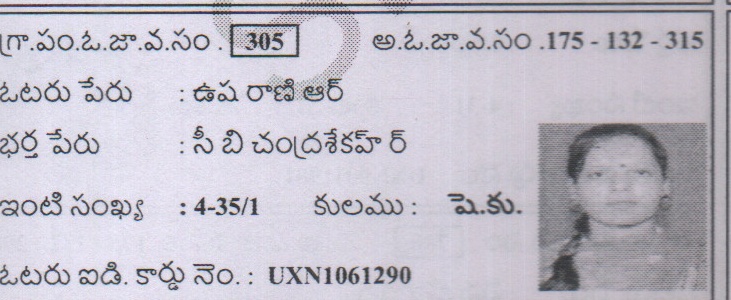 గ్రా.పం.ఓ.జా.వ.సం . 305 అ.ఓ.జా.వ.సం .175 - 132 - 315
ఓటరు పేరు : ఉష రాణి ఆర్
భర్త పేరు : సీ బి చంద్రశేకహ్ ర్
ఇంటి సంఖ్య : 4-35/1 కులము : షె.కు.
ఓటరు ఐడి. కార్డు నెం. : UXN1061290